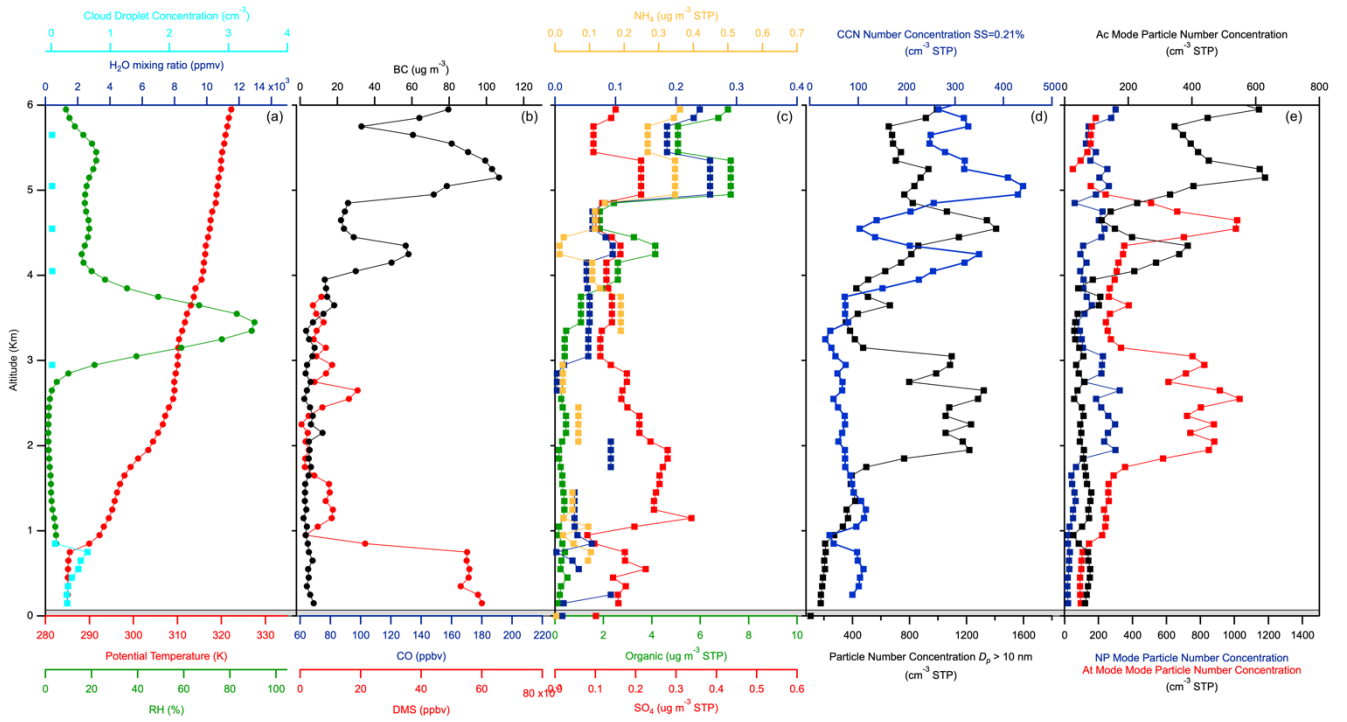 Cloud Droplet Concentration (cm⁻³)
0 1 2 3 4
H₂O mixing ratio (ppmv)
0 2 4 6 8 10 12 14 x10³
BC (ug m⁻³)
0 20 40 60 80 100 120
NH₄ (ug m⁻³ STP)
0.0 0.1 0.2 0.3 0.4 0.5 0.6 0.7
0.0 0.1 0.2 0.3 0.4
CCN Number Concentration SS=0.21%
(cm⁻³ STP)
0 100 200 300 400 500
Ac Mode Particle Number Concentration
(cm⁻³ STP)
0 200 400 600 800
(a)
(b)
(c)
(d)
(e)
Altitude (Km)
6
5
4
3
2
1
0
280 290 300 310 320 330
Potential Temperature (K)
0 20 40 60 80 100
RH (%)
60 80 100 120 140 160 180 200 220
CO (ppbv)
0 20 40 60
DMS (ppbv)
0 2 4 6 8 10
Organic (ug m⁻³ STP)
0.0 0.1 0.2 0.3 0.4 0.5 0.6
SO₄ (ug m⁻³ STP)
400 800 1200 1600
Particle Number Concentration Dₚ > 10 nm
(cm⁻³ STP)
0 200 400 600 800 1000 1200 1400
NP Mode Particle Number Concentration
At Mode Particle Number Concentration
(cm⁻³ STP)